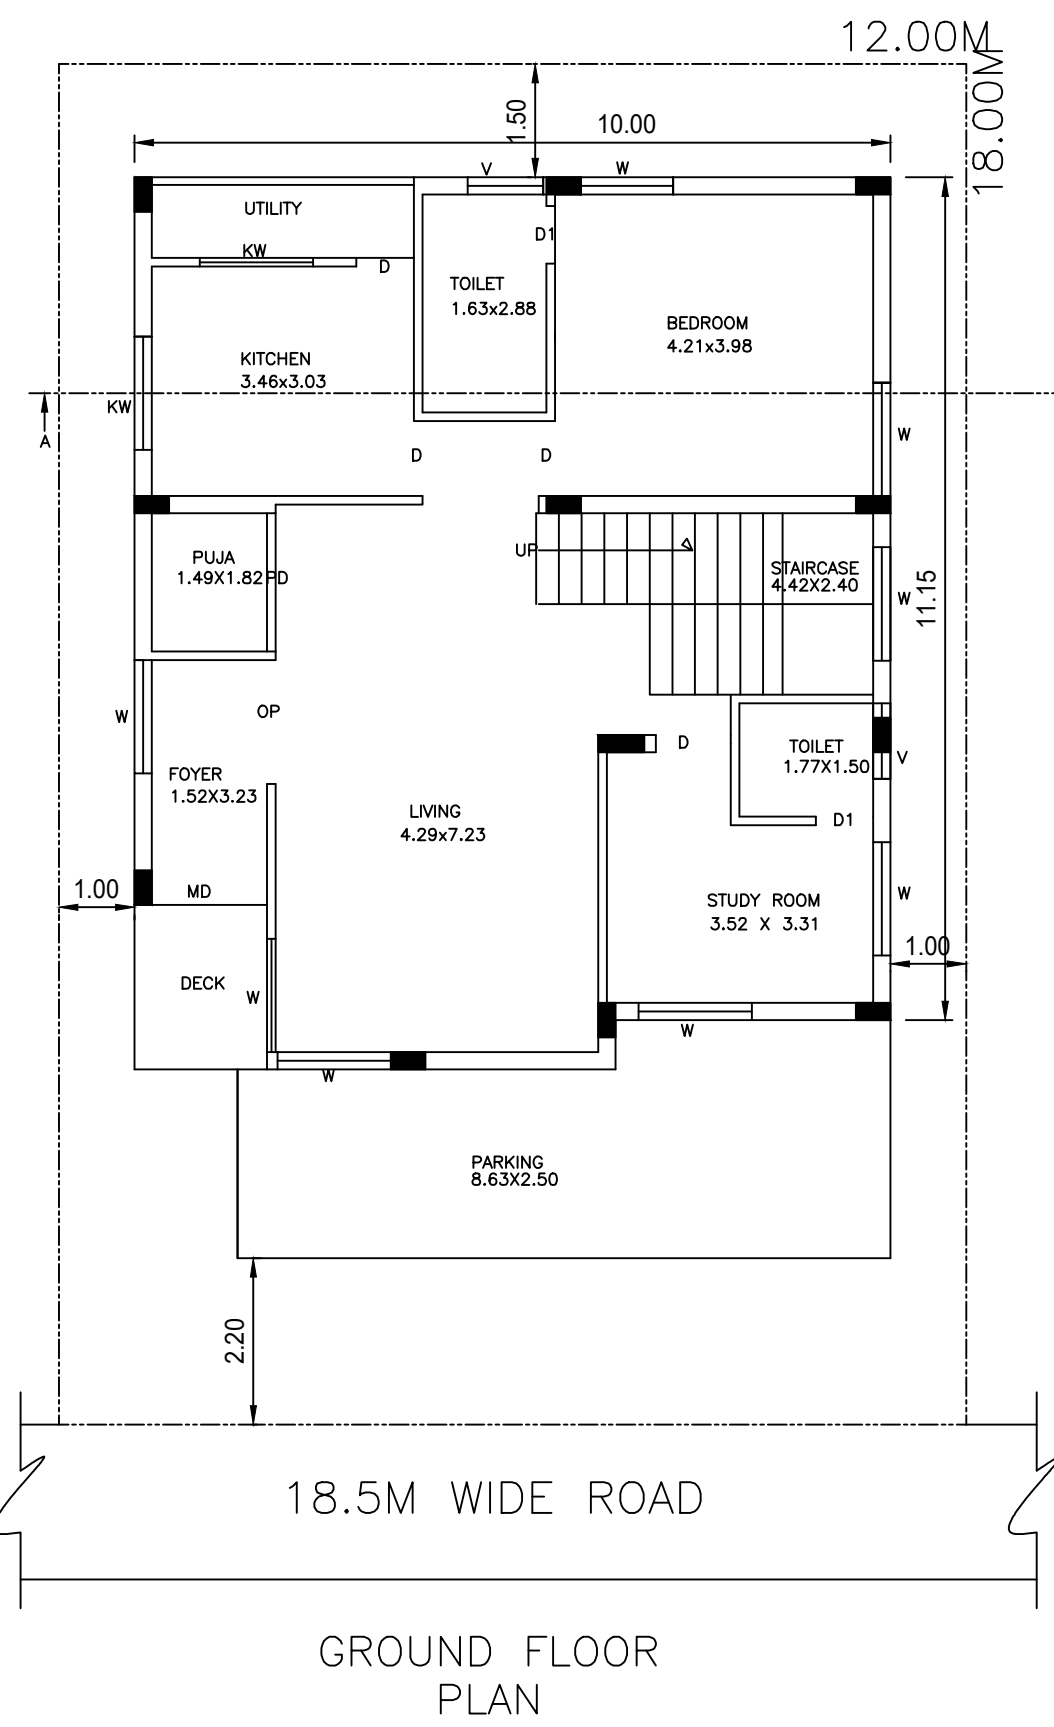 12.00M
18.00M
1.50
10.00
V
W
UTILITY
KW
D
D1
TOILET
1.63x2.88
BEDROOM
4.21x3.98
KITCHEN
3.46x3.03
KW
A
W
D
D
PUJA
1.49X1.82
PD
UP
STAIRCASE
4.42X2.40
W
11.15
W
OP
D
TOILET
1.77X1.50
V
FOYER
1.52X3.23
LIVING
4.29x7.23
D1
1.00
MD
STUDY ROOM
3.52 X 3.31
W
1.00
DECK
W
W
W
PARKING
8.63X2.50
2.20
18.5M WIDE ROAD
GROUND FLOOR
PLAN